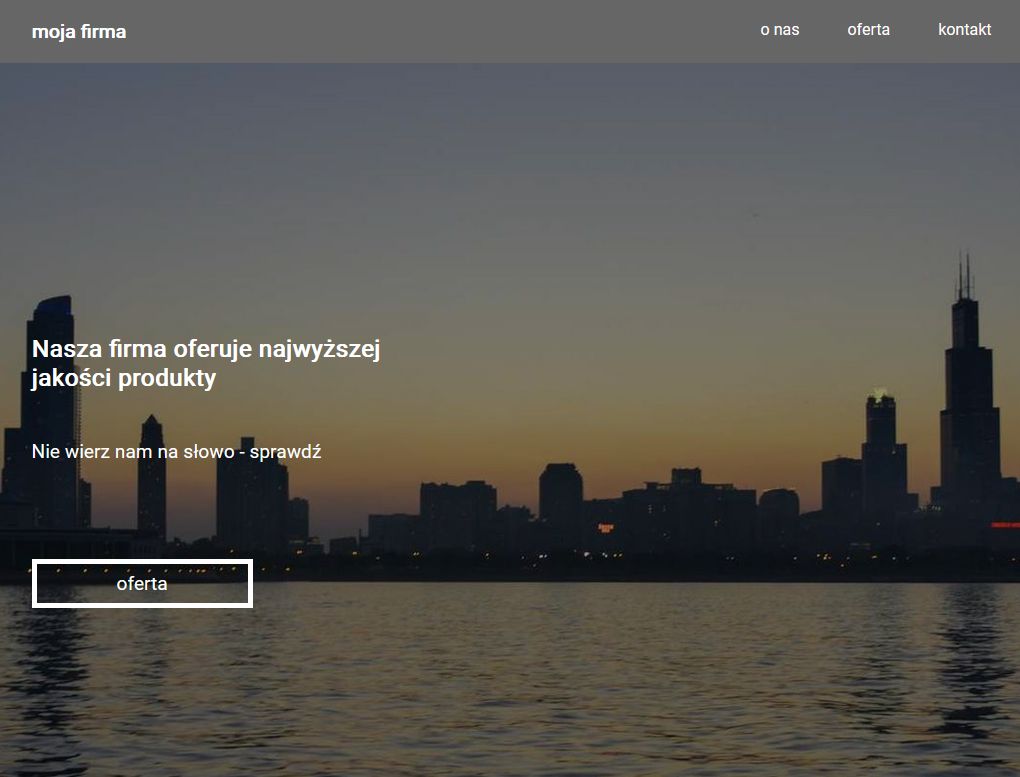 moja firma
o nas
oferta
kontakt
Nasza firma oferuje najwyższej
jakości produkty
Nie wierz nam na słowo - sprawdź
oferta